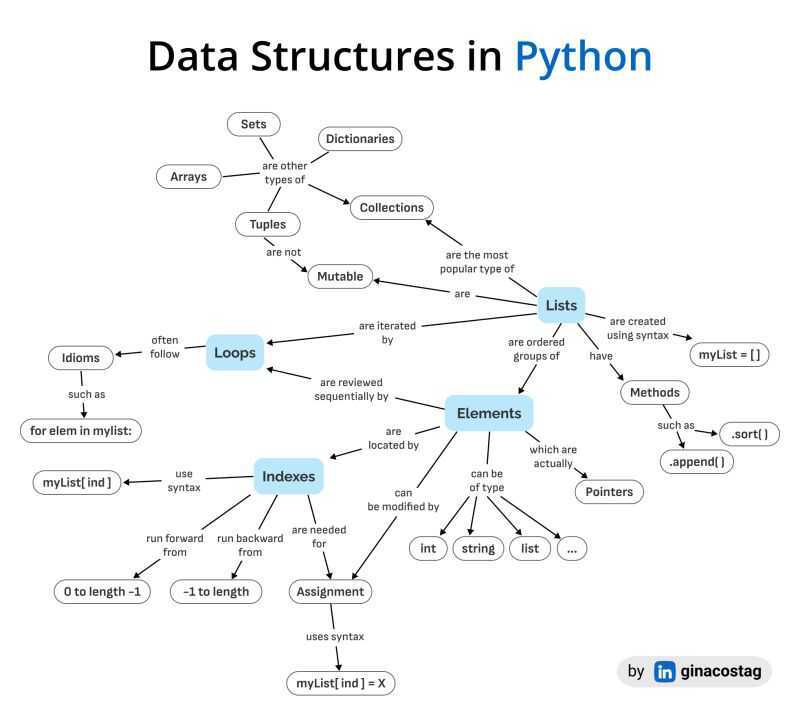 Data Structures in Python
Sets
Dictionaries
are other
types of
Arrays
Collections
Tuples
are not
are the most
popular type of
Mutable
are
Lists
are created
using syntax
are iterated
by
often
follow
Loops
Idioms
are ordered
groups of
have
myList = [ ]
such as
are reviewed
sequentially by
Methods
for elem in mylist:
Elements
such as
.sort( )
.append( )
are
located by
which are
actually
use
syntax
myList[ ind ]
Indexes
can be
of type
Pointers
can
be modified by
run forward
from
run backward
from
are needed
for
int
string
list
...
0 to length -1
-1 to length
Assignment
uses syntax
myList[ ind ] = X
by in ginacostag